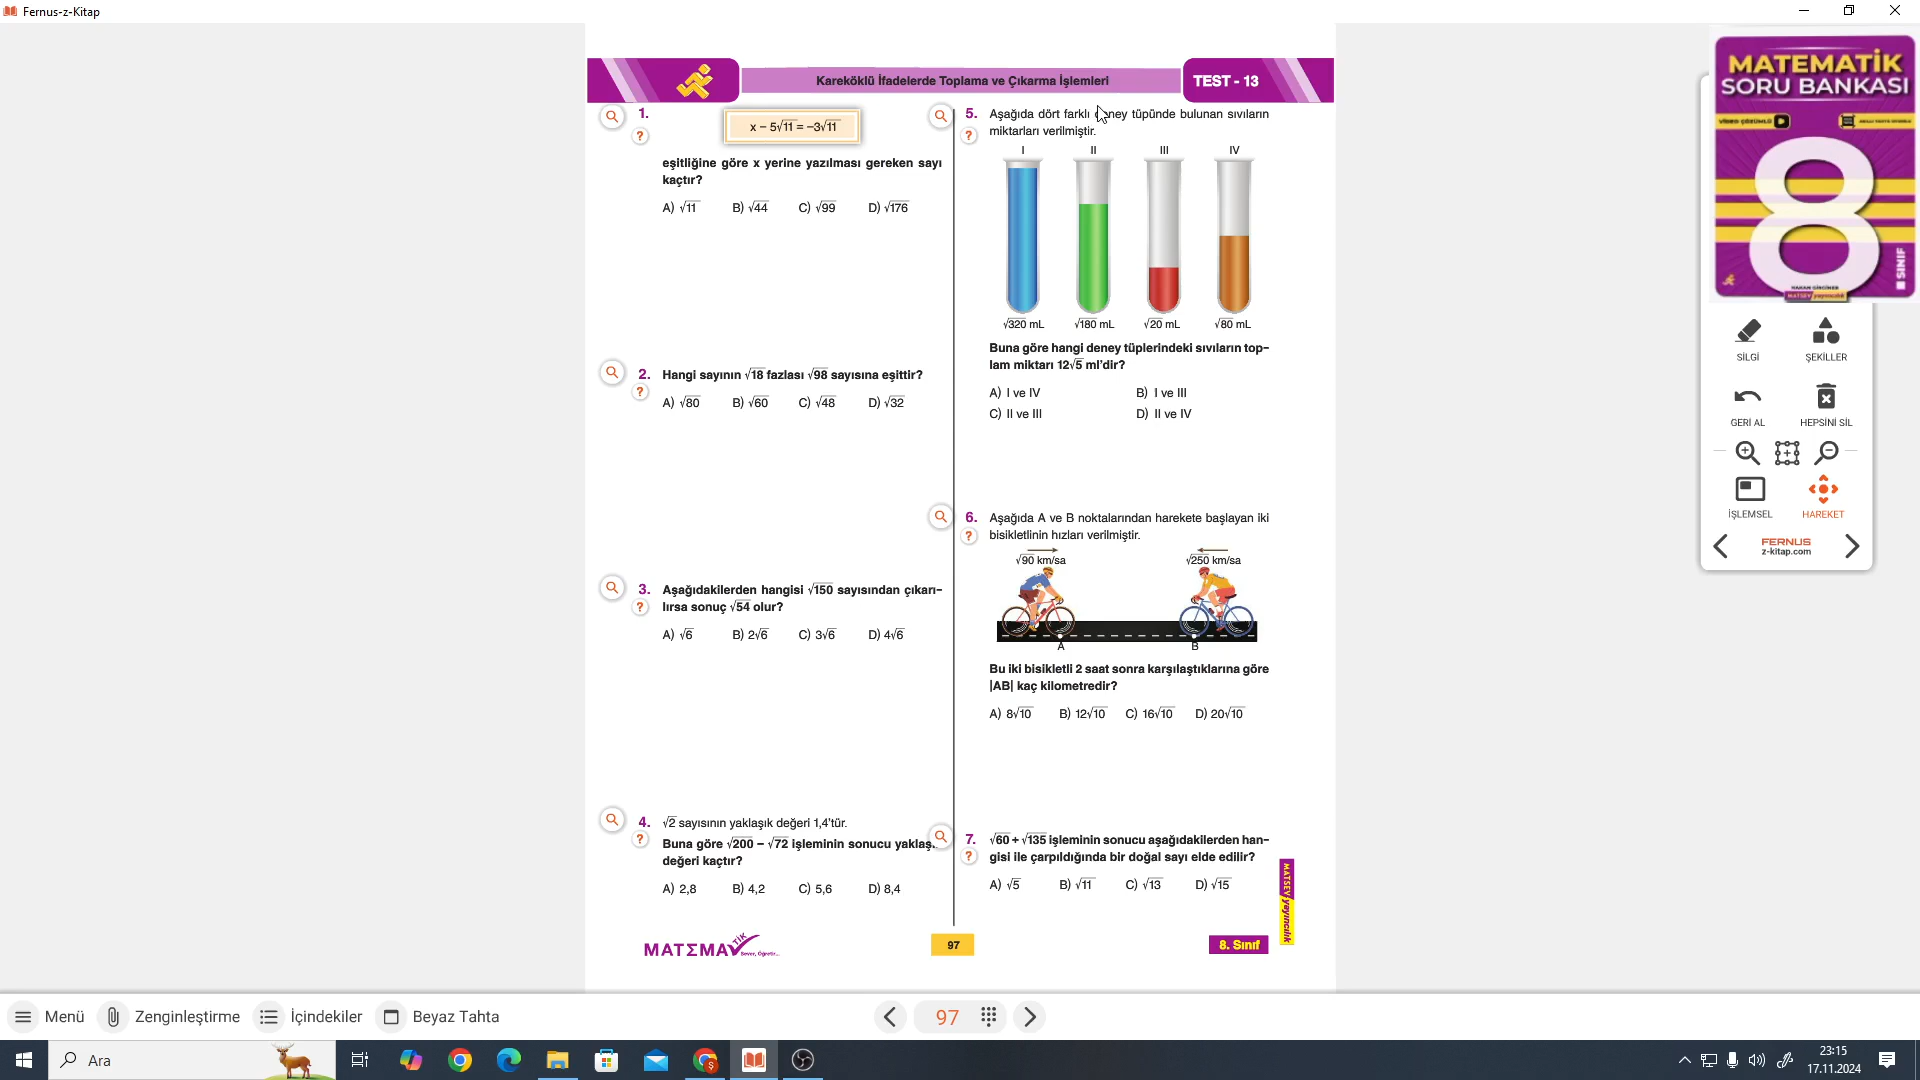 Fernus-z-Kitap
Kareköklü İfadelerde Toplama ve Çıkarma İşlemleri
TEST - 13
1.
x − 5√11 = −3√11
eşitliğine göre x yerine yazılması gereken sayı
kaçtır?
A) √11 B) √44 C) √99 D) √176
2. Hangi sayının √18 fazlası √98 sayısına eşittir?
A) √80 B) √60 C) √48 D) √32
3. Aşağıdakilerden hangisi √150 sayısından çıkarı-
lırsa sonuç √54 olur?
A) √6 B) 2√6 C) 3√6 D) 4√6
4. √2 sayısının yaklaşık değeri 1,4'tür.
Buna göre √200 − √72 işleminin sonucu
değeri kaçtır?
A) 2,8 B) 4,2 C) 5,6 D) 8,4
5. Aşağıda dört farklı deney tüpünde bulunan sıvıların
miktarları verilmiştir.
I II III IV
√320 mL √180 mL √20 mL √80 mL
Buna göre hangi deney tüplerindeki sıvıların top-
lam miktarı 12√5 ml'dir?
A) I ve IV B) I ve III
C) II ve III D) II ve IV
6. Aşağıda A ve B noktalarından harekete başlayan iki
bisikletlinin hızları verilmiştir.
√90 km/sa √250 km/sa
A B
Bu iki bisikletli 2 saat sonra karşılaştıklarına göre
|AB| kaç kilometredir?
A) 8√10 B) 12√10 C) 16√10 D) 20√10
7. √60 + √135 işleminin sonucu aşağıdakilerden han-
gisi ile çarpıldığında bir doğal sayı elde edilir?
A) √5 B) √11 C) √13 D) √15
MATSEV yayıncılık
MATΣMATİK
Sever, Öğretir...
97
8. Sınıf
MATEMATİK
SORU BANKASI
VİDEO ÇÖZÜMLÜ
8
SINIF
MATSEV yayıncılık
SİLGİ
ŞEKİLLER
GERİ AL
HEPSİNİ SİL
İŞLEMSEL
HAREKET
FERNUS
z-kitap.com
Menü
Zenginleştirme
İçindekiler
Beyaz Tahta
97
Ara
23:15
17.11.2024